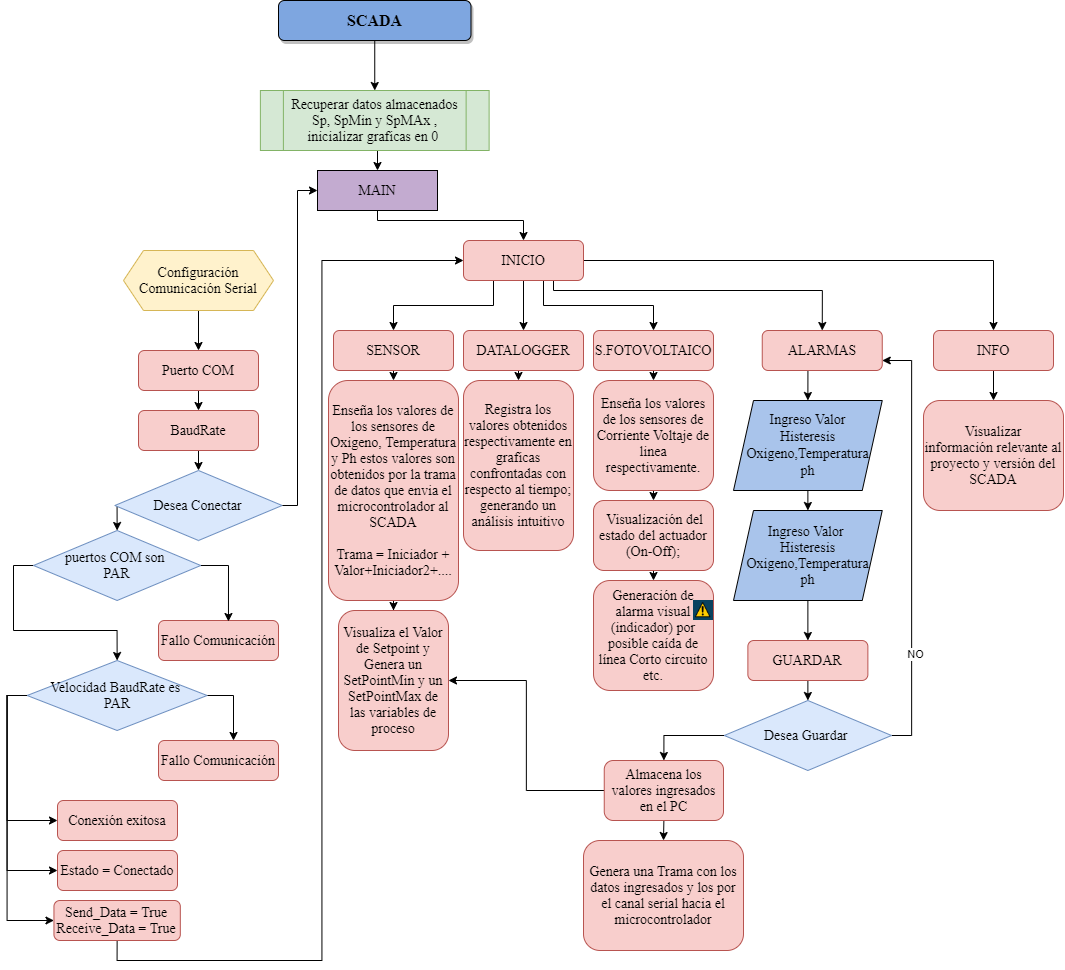 SCADA
Recuperar datos almacenados
Sp, SpMin y SpMAx ,
inicializar graficas en 0
MAIN
Configuración
Comunicación Serial
Puerto COM
BaudRate
Desea Conectar
puertos COM son
PAR
Fallo Comunicación
Velocidad BaudRate es
PAR
Fallo Comunicación
Conexión exitosa
Estado = Conectado
Send_Data = True
Receive_Data = True
INICIO
SENSOR
Enseña los valores de
los sensores de
Oxigeno, Temperatura
y Ph estos valores son
obtenidos por la trama
de datos que envia el
microcontrolador al
SCADA
Trama = Iniciador +
Valor+Iniciador2+....
Visualiza el Valor
de Setpoint y
Genera un
SetPointMin y un
SetPointMax de
las variables de
proceso
DATALOGGER
Registra los
valores obtenidos
respectivamente en
graficas
confrontadas con
respecto al tiempo;
generando un
análisis intuitivo
S.FOTOVOLTAICO
Enseña los valores
de los sensores de
Corriente Voltaje de
linea
respectivamente.
Visualización del
estado del actuador
(On-Off);
Generación de
alarma visual
(indicador) por
posible caída de
línea Corto circuito
etc.
ALARMAS
Ingreso Valor
Histeresis
Oxigeno,Temperatura
ph
Ingreso Valor
Histeresis
Oxigeno,Temperatura
ph
GUARDAR
Desea Guardar
NO
Almacena los
valores ingresados
en el PC
Genera una Trama con los
datos ingresados y los por
el canal serial hacia el
microcontrolador
INFO
Visualizar
información relevante al
proyecto y versión del
SCADA